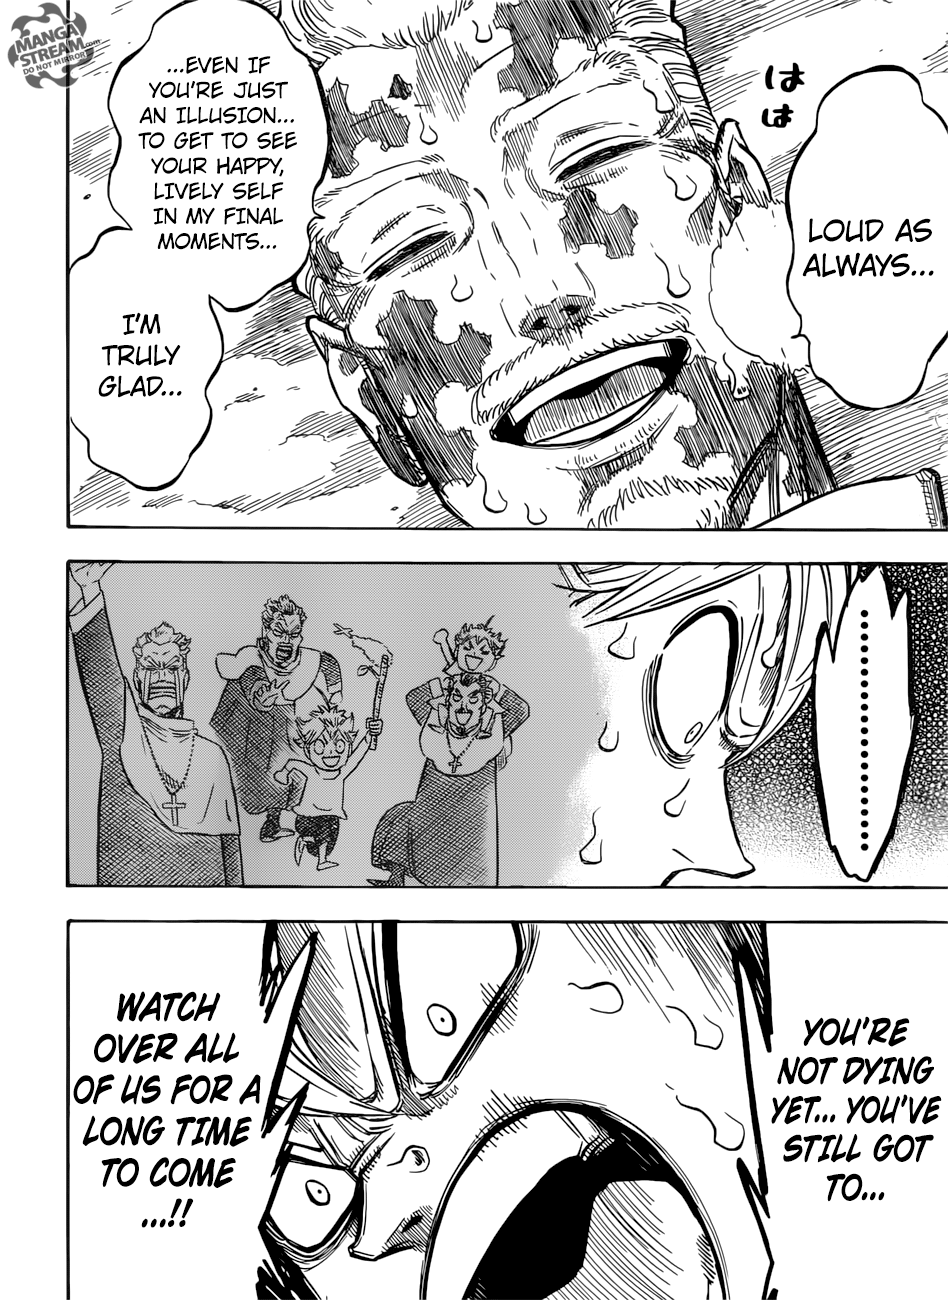 LOUD AS
ALWAYS...
はは
...EVEN IF
YOU'RE JUST
AN ILLUSION...
TO GET TO SEE
YOUR HAPPY,
LIVELY SELF
IN MY FINAL
MOMENTS...
I'M
TRULY
GLAD...
MANGA
STREAM.com
DO NOT MIRROR
..........
YOU'RE
NOT DYING
YET... YOU'VE
STILL GOT
TO...
WATCH
OVER ALL
OF US FOR A
LONG TIME
TO COME
...!!